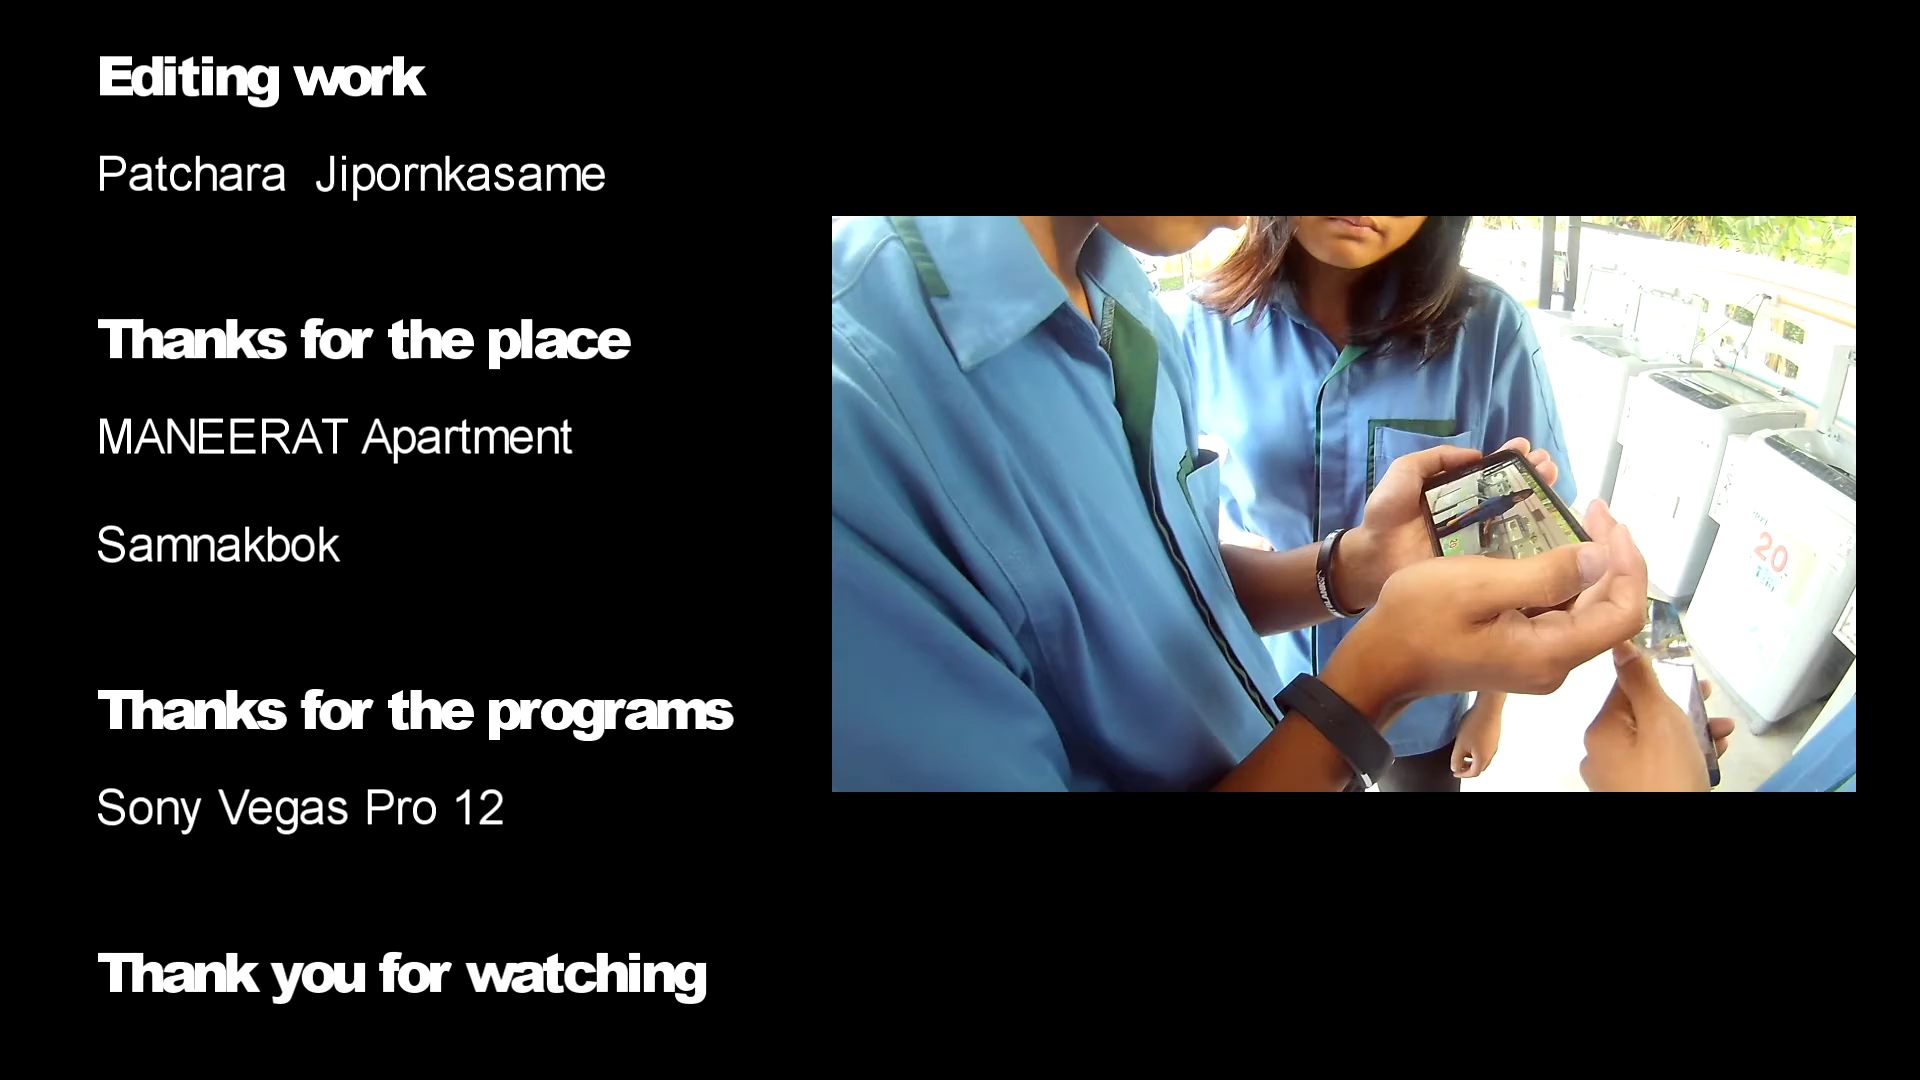 Editing work
Patchara Jipornkasame
Thanks for the place
MANEERAT Apartment
Samnakbok
Thanks for the programs
Sony Vegas Pro 12
Thank you for watching
20